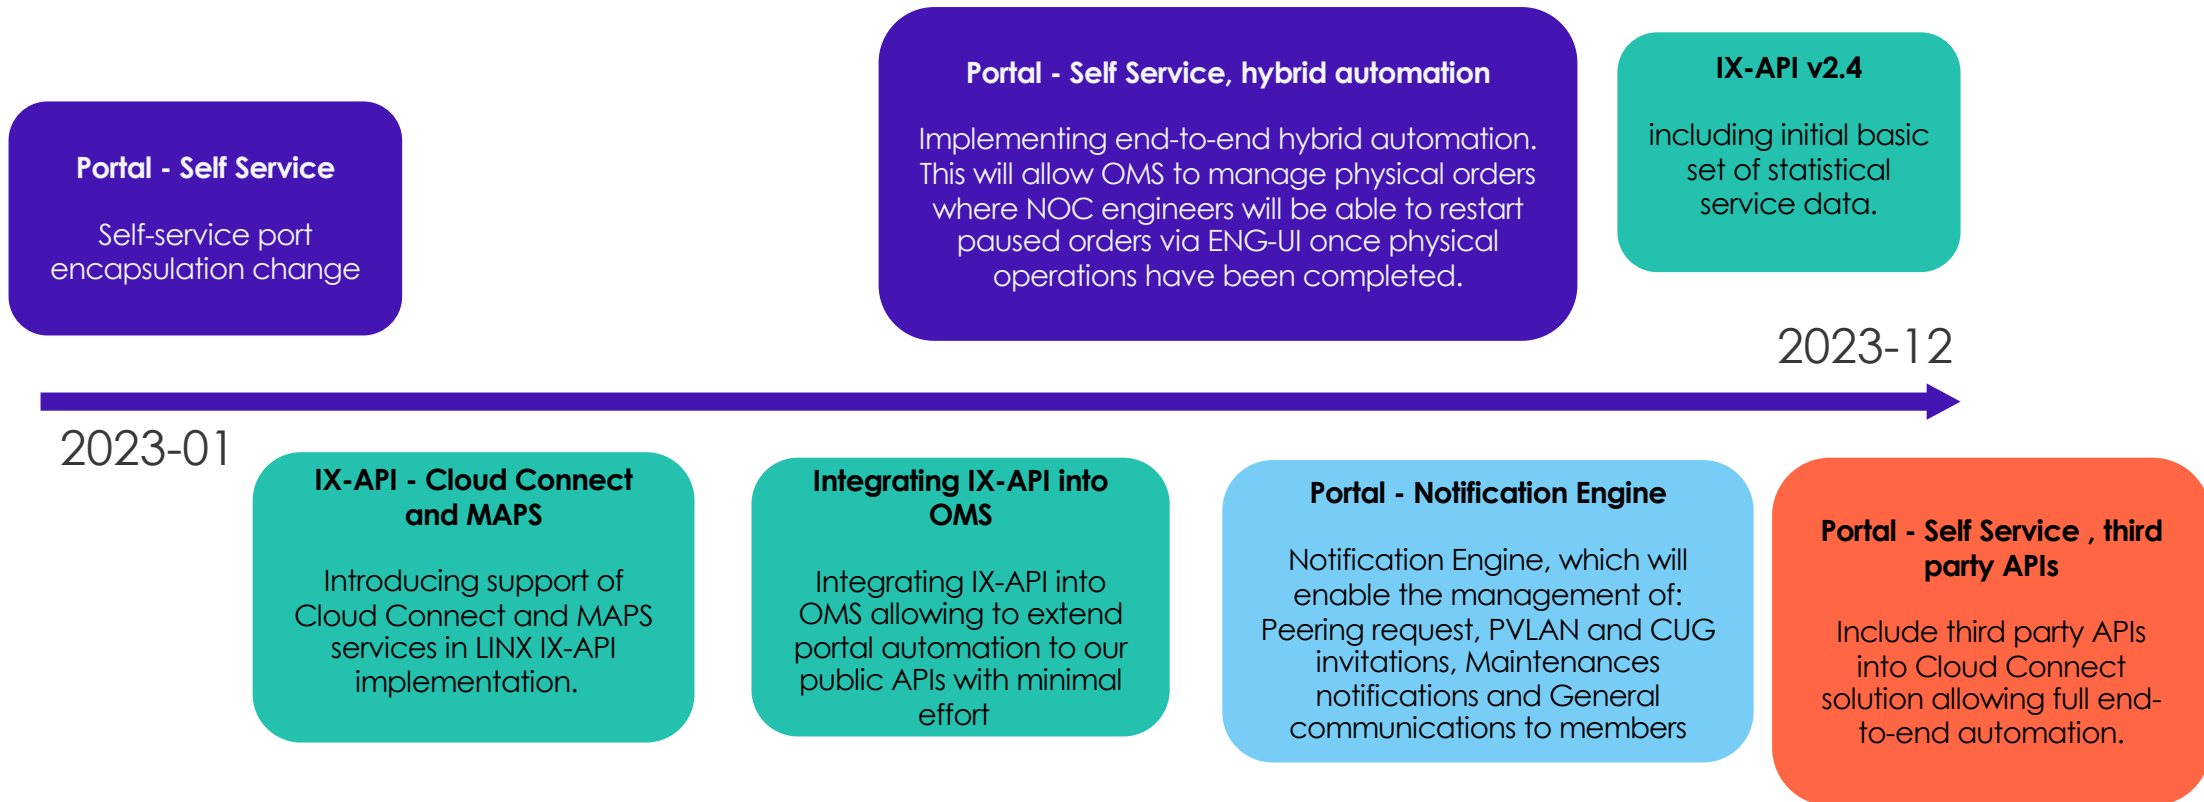 Portal - Self Service
Self-service port
encapsulation change
Portal - Self Service, hybrid automation
Implementing end-to-end hybrid automation.
This will allow OMS to manage physical orders
where NOC engineers will be able to restart
paused orders via ENG-UI once physical
operations have been completed.
IX-API v2.4
including initial basic
set of statistical
service data.
2023-12
2023-01
IX-API - Cloud Connect
and MAPS
Introducing support of
Cloud Connect and MAPS
services in LINX IX-API
implementation.
Integrating IX-API into
OMS
Integrating IX-API into
OMS allowing to extend
portal automation to our
public APIs with minimal
effort
Portal - Notification Engine
Notification Engine, which will
enable the management of:
Peering request, PVLAN and CUG
invitations, Maintenances
notifications and General
communications to members
Portal - Self Service , third
party APIs
Include third party APIs
into Cloud Connect
solution allowing full end-
to-end automation.